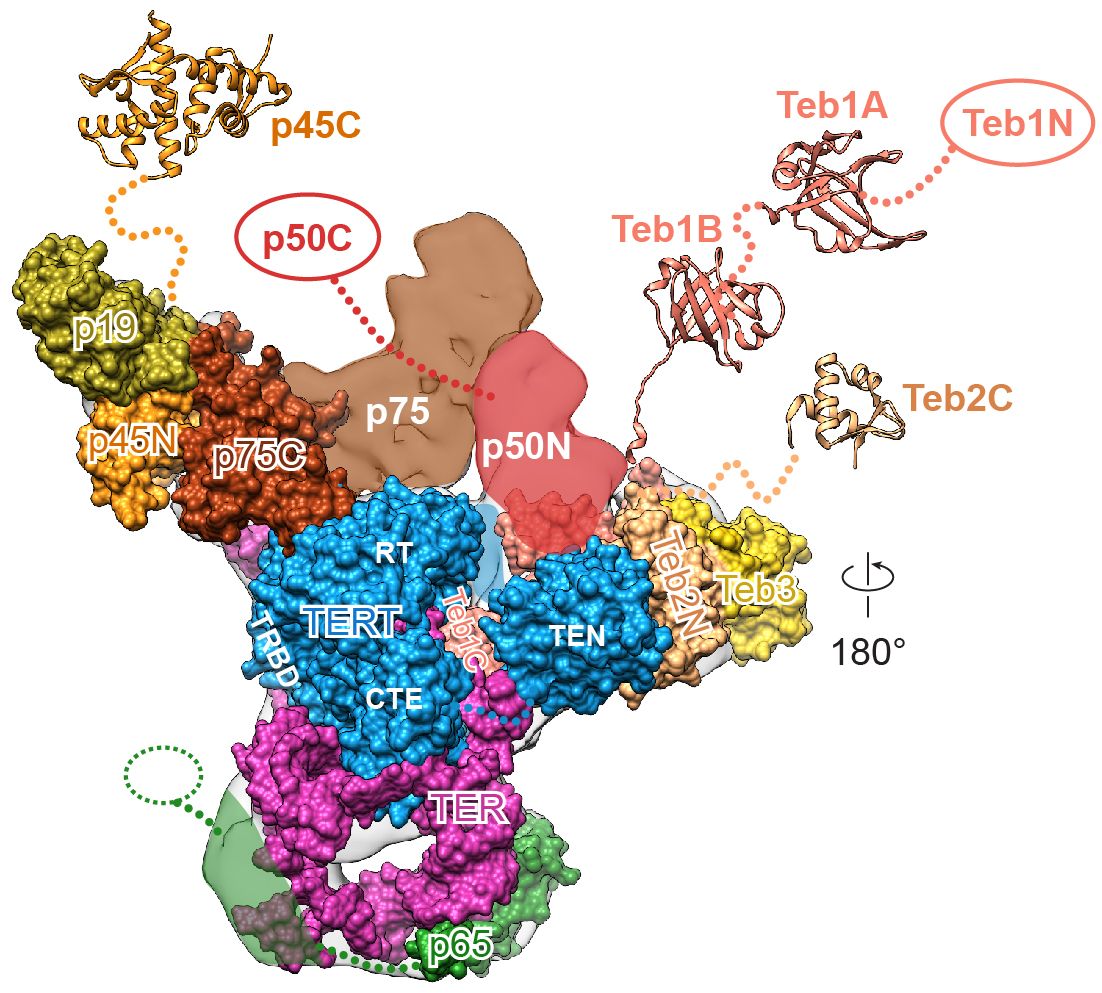 p45C
Teb1A
Teb1N
p50C
Teb1B
p19
p75
Teb2C
p45N
p75C
p50N
RT
Teb2N
Teb3
TERT
Teb1C
TEN
TRBD
180°
CTE
TER
p65